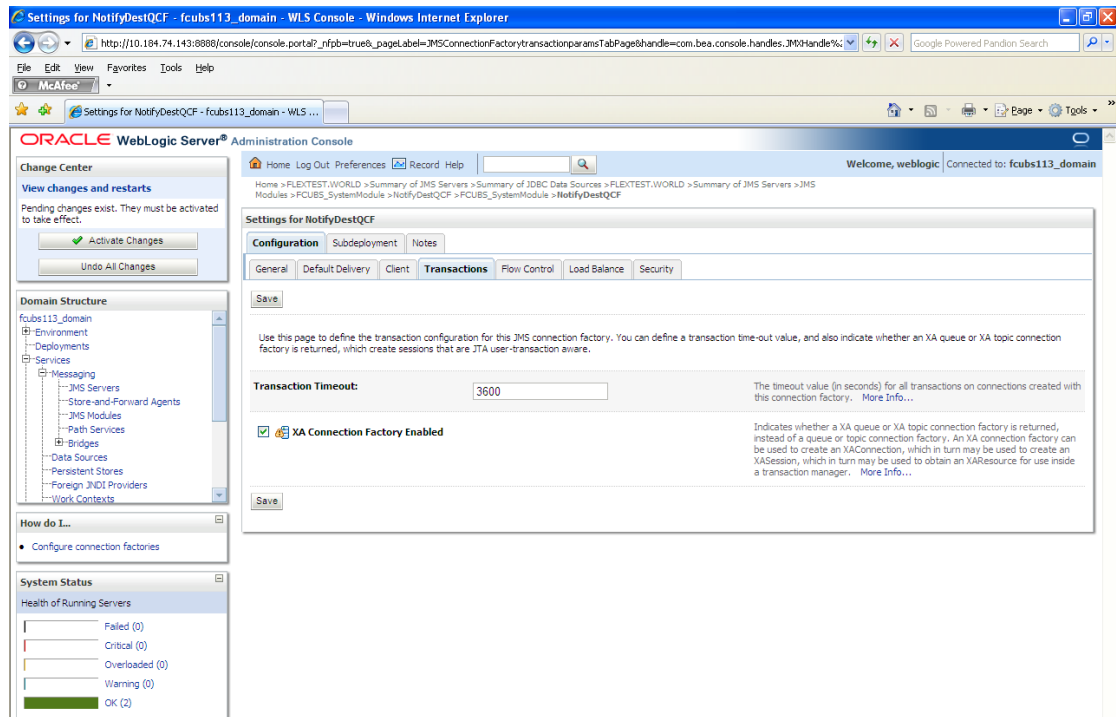 Settings for NotifyDestQCF - fcubs113_domain - WLS Console - Windows Internet Explorer
http://10.184.74.143:8888/console/console.portal?_nfpb=true&_pageLabel=JMSConnectionFactorytransactionparamsTabPage&handle=com.bea.console.handles.JMXHandle%
Google Powered Pandion Search
File Edit View Favorites Tools Help
McAfee
Settings for NotifyDestQCF - fcubs113_domain - WLS ...
Page Tools
ORACLE WebLogic Server® Administration Console
Change Center
View changes and restarts
Pending changes exist. They must be activated
to take effect.
Activate Changes
Undo All Changes
Domain Structure
fcubs113_domain
Environment
Deployments
Services
Messaging
JMS Servers
Store-and-Forward Agents
JMS Modules
Path Services
Bridges
Data Sources
Persistent Stores
Foreign JNDI Providers
Work Contexts
How do I...
Configure connection factories
System Status
Health of Running Servers
Failed (0)
Critical (0)
Overloaded (0)
Warning (0)
OK (2)
Home Log Out Preferences Record Help
Welcome, weblogic Connected to: fcubs113_domain
Home >FLEXTEST.WORLD >Summary of JMS Servers >Summary of JDBC Data Sources >FLEXTEST.WORLD >Summary of JMS Servers >JMS
Modules >FCUBS_SystemModule >NotifyDestQCF >FCUBS_SystemModule >NotifyDestQCF
Settings for NotifyDestQCF
Configuration Subdeployment Notes
General Default Delivery Client Transactions Flow Control Load Balance Security
Save
Use this page to define the transaction configuration for this JMS connection factory. You can define a transaction time-out value, and also indicate whether an XA queue or XA topic connection
factory is returned, which create sessions that are JTA user-transaction aware.
Transaction Timeout:
3600
The timeout value (in seconds) for all transactions on connections created with
this connection factory. More Info...
XA Connection Factory Enabled
Indicates whether a XA queue or XA topic connection factory is returned,
instead of a queue or topic connection factory. An XA connection factory can
be used to create an XAConnection, which in turn may be used to create an
XASession, which in turn may be used to obtain an XAResource for use inside
a transaction manager. More Info...
Save